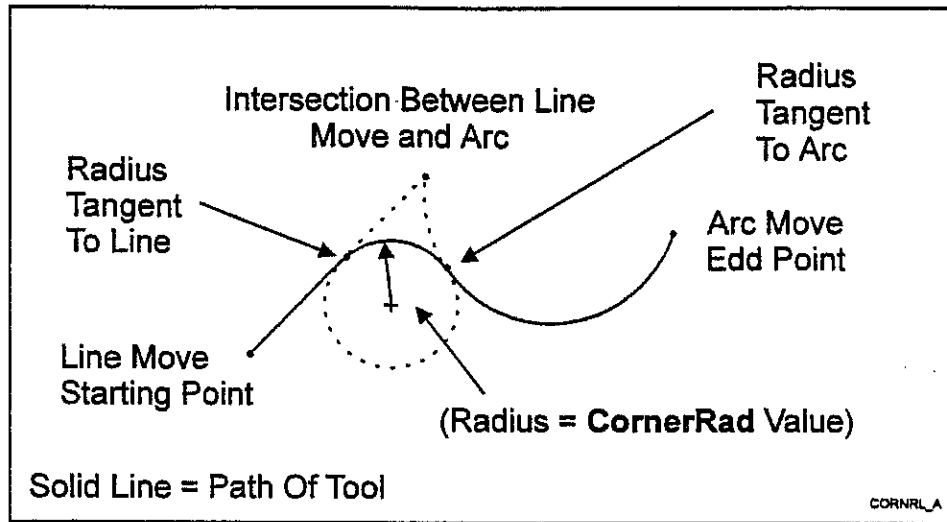 Intersection Between Line
Move and Arc
Radius
Tangent
To Arc
Radius
Tangent
To Line
Arc Move
Edd Point
Line Move
Starting Point
(Radius = CornerRad Value)
Solid Line = Path Of Tool
CORNRL_A